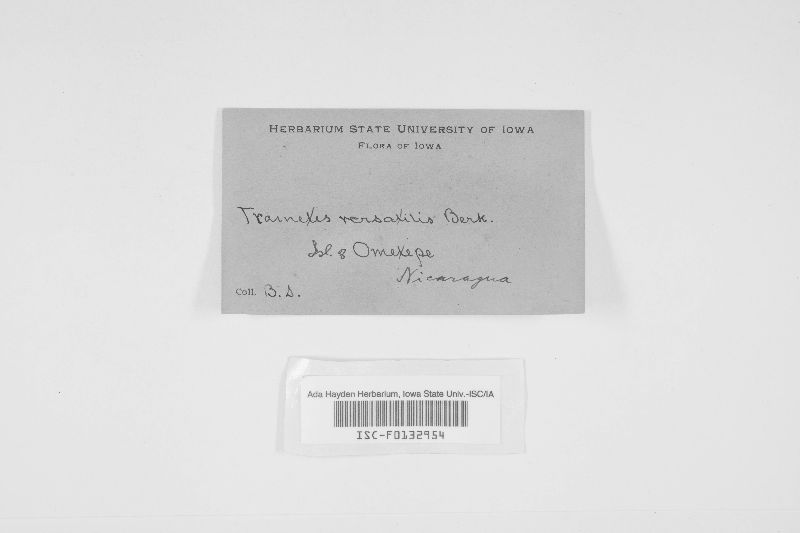 HERBARIUM STATE UNIVERSITY OF IOWA
FLORA OF IOWA
Trametes versatilis Berk.
Isl. of Ometepe
Nicaragua
Coll. B. S.
Ada Hayden Herbarium, Iowa State Univ.-ISC/IA
ISC-F0132954